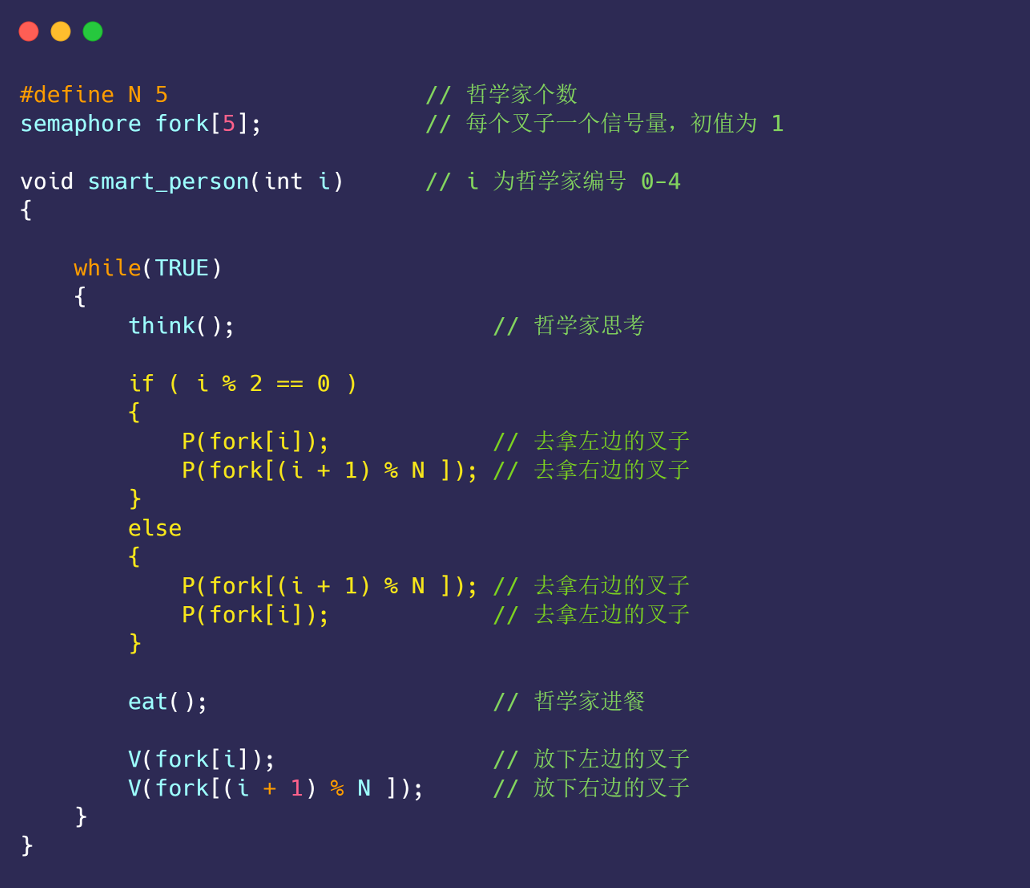 #define N 5                   // 哲学家个数
semaphore fork[5];            // 每个叉子一个信号量，初值为 1
void smart_person(int i)      // i 为哲学家编号 0-4
{
    while(TRUE)
    {
        think();                   // 哲学家思考
        if ( i % 2 == 0 )
        {
            P(fork[i]);            // 去拿左边的叉子
            P(fork[(i + 1) % N ]); // 去拿右边的叉子
        }
        else
        {
            P(fork[(i + 1) % N ]); // 去拿右边的叉子
            P(fork[i]);            // 去拿左边的叉子
        }
        eat();                     // 哲学家进餐
        V(fork[i]);                // 放下左边的叉子
        V(fork[(i + 1) % N ]);     // 放下右边的叉子
    }
}